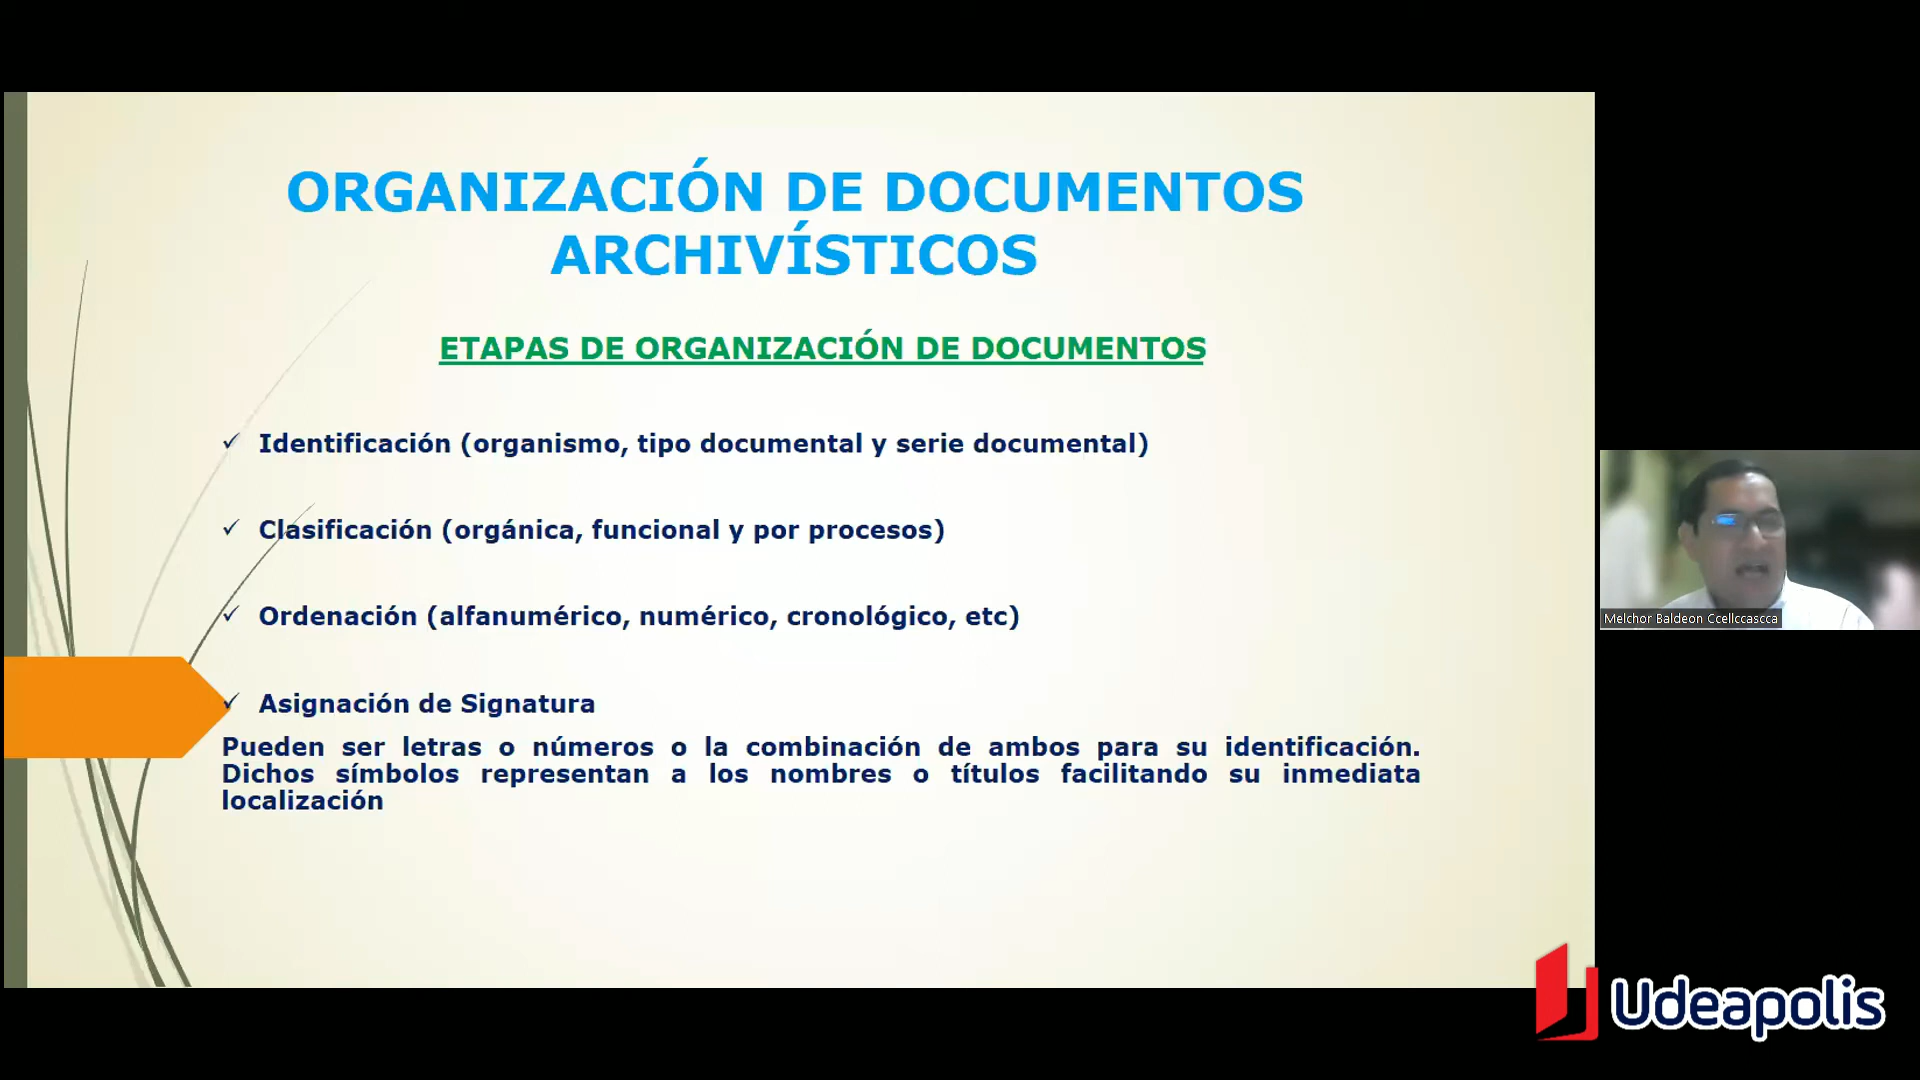 ORGANIZACIÓN DE DOCUMENTOS
ARCHIVÍSTICOS
ETAPAS DE ORGANIZACIÓN DE DOCUMENTOS
✓ Identificación (organismo, tipo documental y serie documental)
✓ Clasificación (orgánica, funcional y por procesos)
✓ Ordenación (alfanumérico, numérico, cronológico, etc)
✓ Asignación de Signatura
Pueden ser letras o números o la combinación de ambos para su identificación.
Dichos símbolos representan a los nombres o títulos facilitando su inmediata
localización
Melchor Baldeon Ccellccascca
Udeapolis